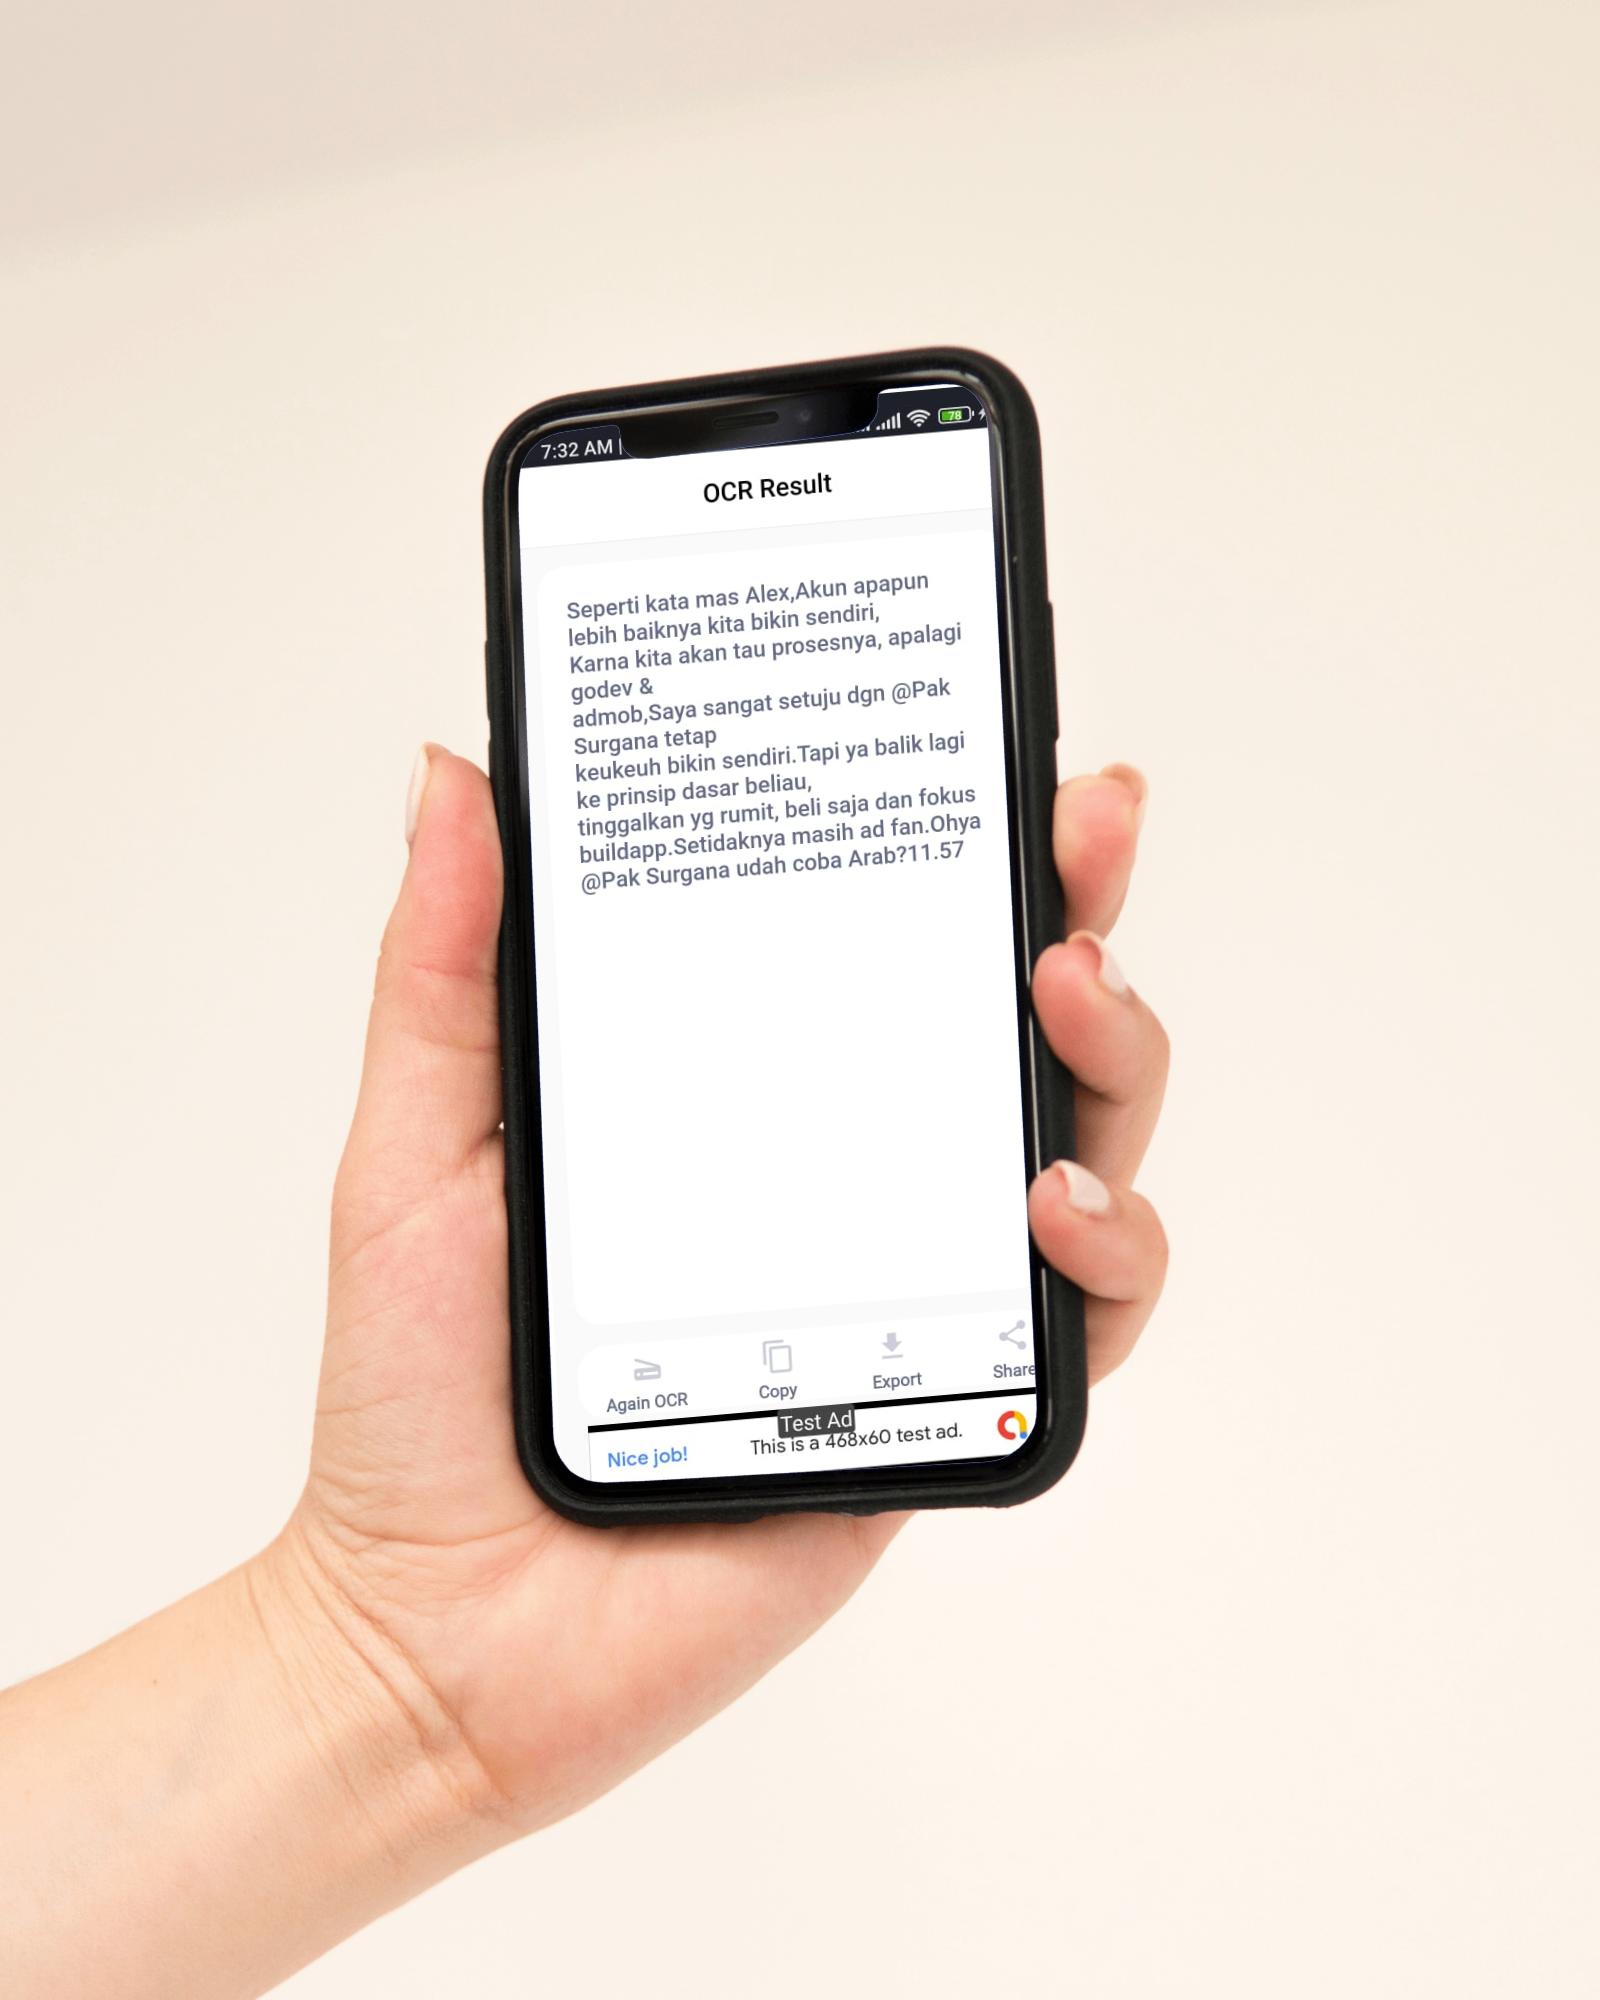 7:32 AM |
78
OCR Result
Seperti kata mas Alex,Akun apapun
lebih baiknya kita bikin sendiri,
Karna kita akan tau prosesnya, apalagi
godev &
admob,Saya sangat setuju dgn @Pak
Surgana tetap
keukeuh bikin sendiri.Tapi ya balik lagi
ke prinsip dasar beliau,
tinggalkan yg rumit, beli saja dan fokus
buildapp.Setidaknya masih ad fan.Ohya
@Pak Surgana udah coba Arab?11.57
Again OCR
Copy
Export
Share
Test Ad
Nice job!
This is a 468x60 test ad.